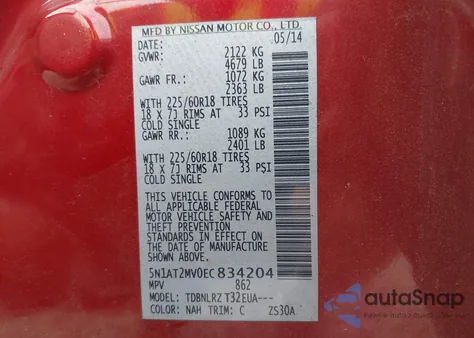 MFD BY NISSAN MOTOR CO., LTD.
DATE: 05/14
GVWR: 2122 KG
4679 LB
GAWR FR.: 1072 KG
2363 LB
WITH 225/60R18 TIRES
18 X 7J RIMS AT 33 PSI
COLD SINGLE
GAWR RR.: 1089 KG
2401 LB
WITH 225/60R18 TIRES
18 X 7J RIMS AT 33 PSI
COLD SINGLE
THIS VEHICLE CONFORMS TO
ALL APPLICABLE FEDERAL
MOTOR VEHICLE SAFETY AND
THEFT PREVENTION
STANDARDS IN EFFECT ON
THE DATE OF MANUFACTURE
SHOWN ABOVE.
5N1AT2MV0EC834204
MPV 862
MODEL: TDBNLRZ T32EUA---
COLOR: NAH TRIM: C ZS30A
autoSnap